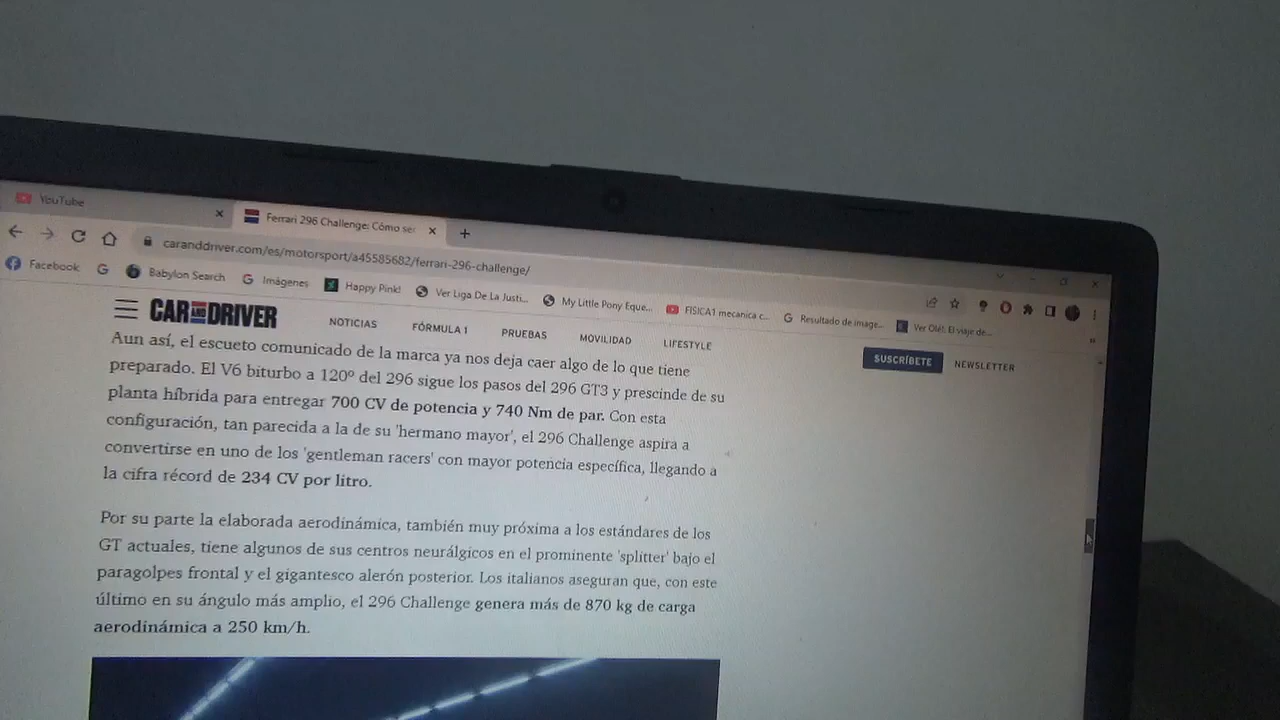 YouTube
Ferrari 296 Challenge: Cómo se
caranddriver.com/es/motorsport/a45585682/ferrari-296-challenge/
Facebook
Babylon Search
Imágenes
Happy Pink!
Ver Liga De La Justi...
My Little Pony Eque...
FISICA1 mecanica c...
Resultado de image...
Ver Olé!. El viaje de...
CAR AND DRIVER
NOTICIAS
FÓRMULA 1
PRUEBAS
MOVILIDAD
LIFESTYLE
SUSCRÍBETE
NEWSLETTER
Aun así, el escueto comunicado de la marca ya nos deja caer algo de lo que tiene
preparado. El V6 biturbo a 120º del 296 sigue los pasos del 296 GT3 y prescinde de su
planta híbrida para entregar 700 CV de potencia y 740 Nm de par. Con esta
configuración, tan parecida a la de su 'hermano mayor', el 296 Challenge aspira a
convertirse en uno de los 'gentleman racers' con mayor potencia específica, llegando a
la cifra récord de 234 CV por litro.
Por su parte la elaborada aerodinámica, también muy próxima a los estándares de los
GT actuales, tiene algunos de sus centros neurálgicos en el prominente 'splitter' bajo el
paragolpes frontal y el gigantesco alerón posterior. Los italianos aseguran que, con este
último en su ángulo más amplio, el 296 Challenge genera más de 870 kg de carga
aerodinámica a 250 km/h.